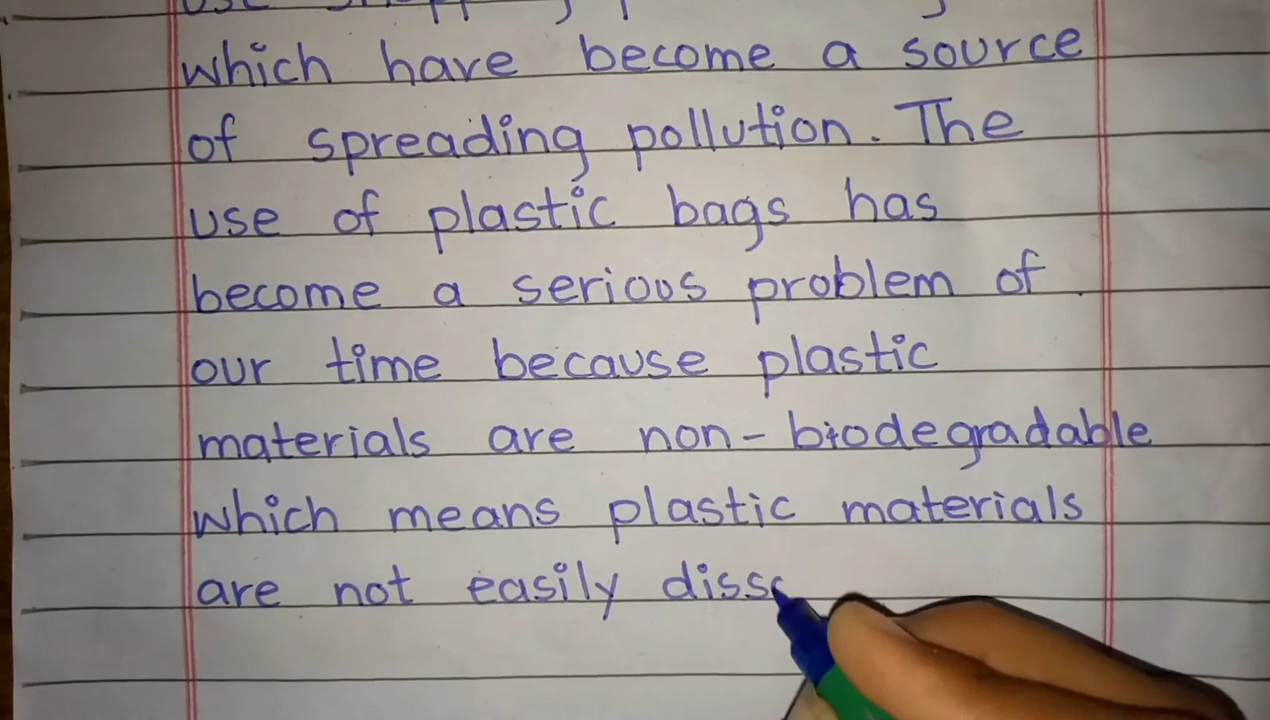 which have become a source
of spreading pollution. The
use of plastic bags has
become a serious problem of
our time because plastic
materials are non-biodegradable
which means plastic materials
are not easily